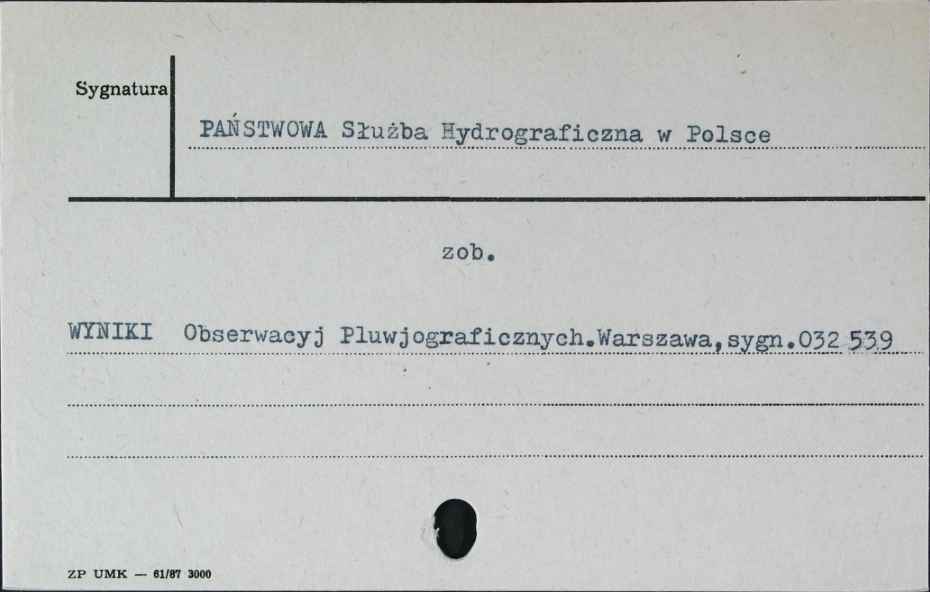 Sygnatura
PAŃSTWOWA Służba Hydrograficzna w Polsce
zob.
WYNIKI Obserwacyj Pluwjograficznych.Warszawa,sygn.032 539
ZP UMK — 61/87 3000